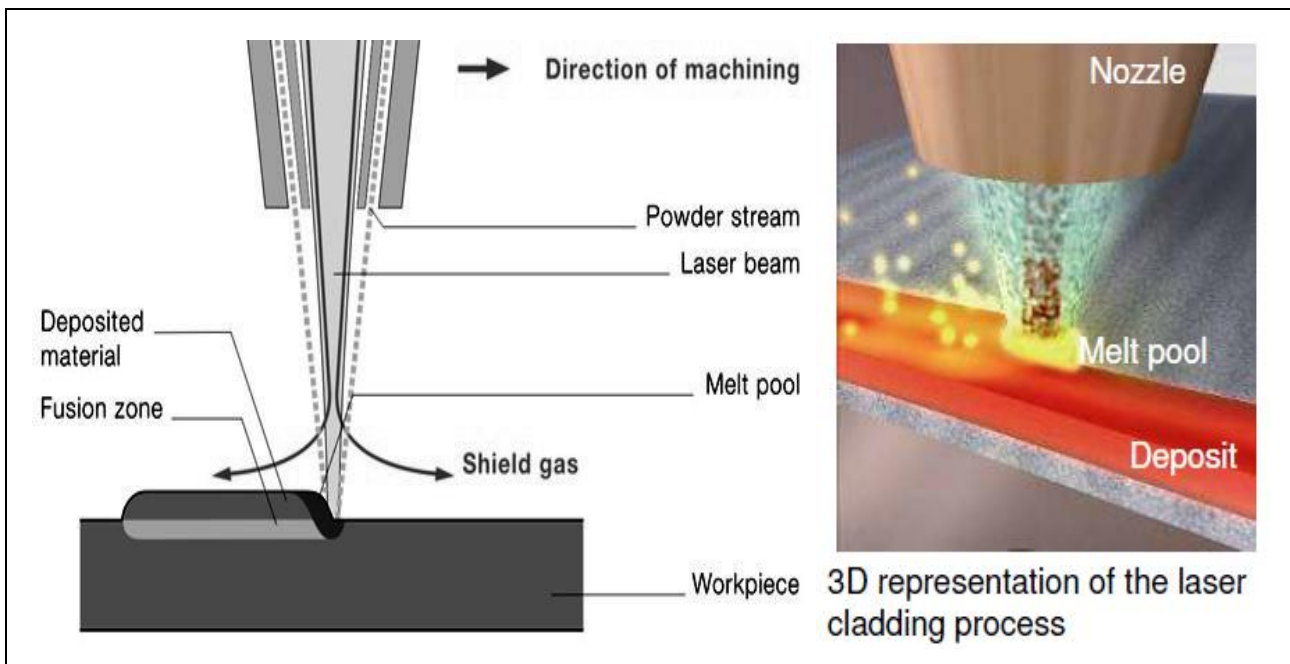 Direction of machining
Nozzle
Powder stream
Laser beam
Deposited
material
Melt pool
Melt pool
Fusion zone
Shield gas
Deposit
Workpiece
3D representation of the laser
cladding process